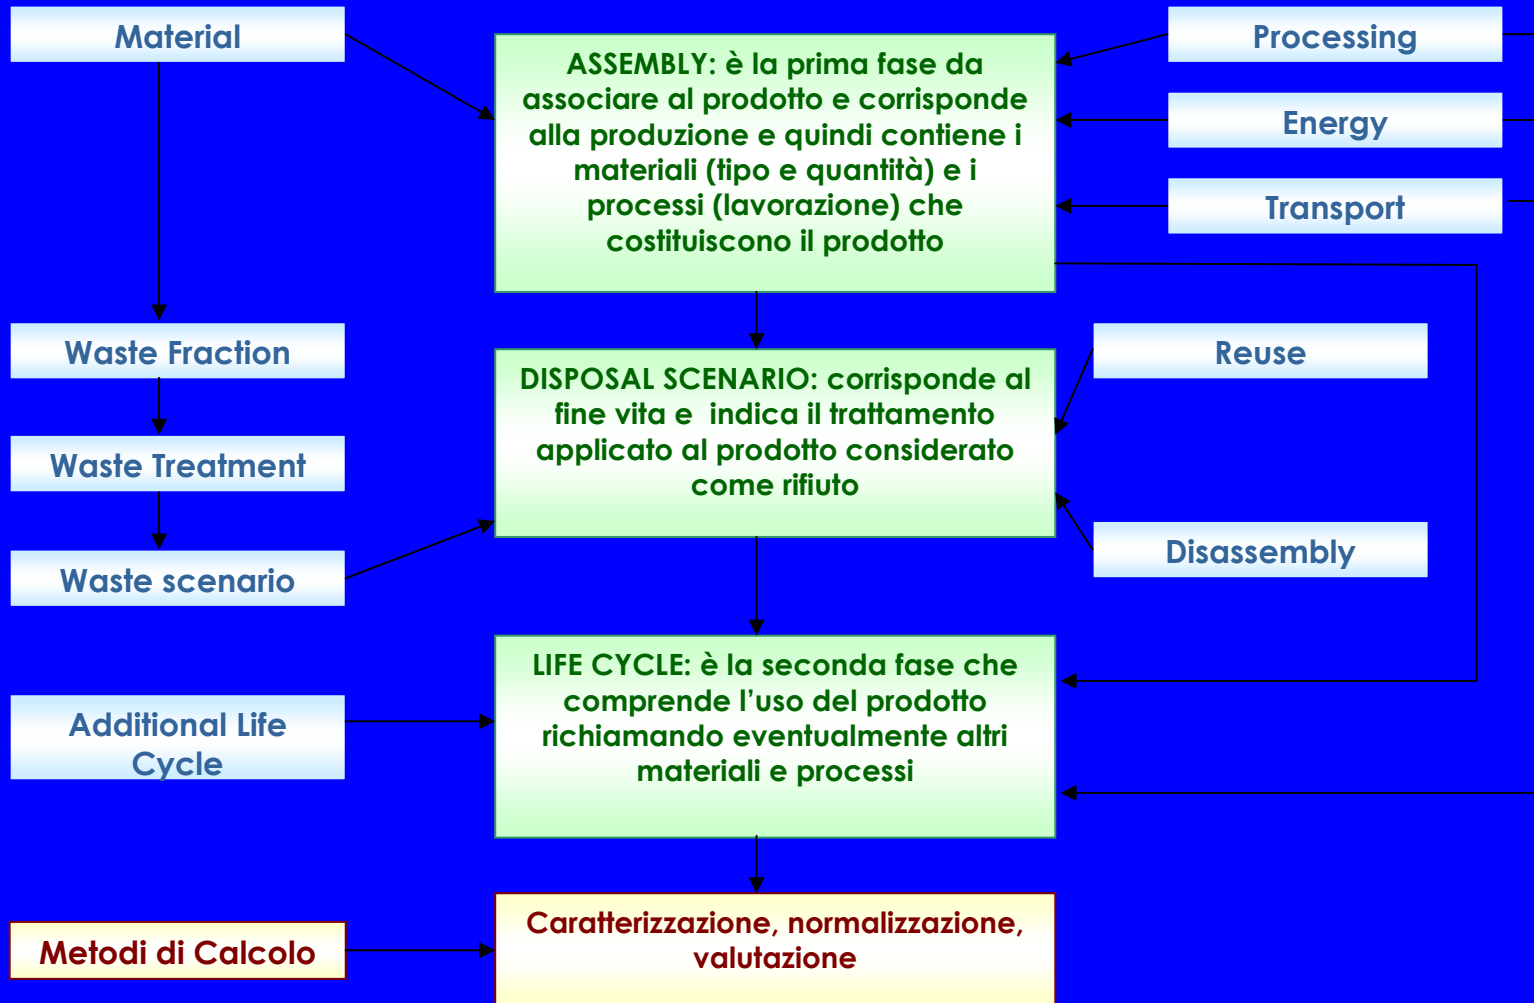 Material
Processing
ASSEMBLY: è la prima fase da
associare al prodotto e corrisponde
alla produzione e quindi contiene i
materiali (tipo e quantità) e i
processi (lavorazione) che
costituiscono il prodotto
Energy
Transport
Waste Fraction
Reuse
DISPOSAL SCENARIO: corrisponde al
fine vita e  indica il trattamento
applicato al prodotto considerato
come rifiuto
Waste Treatment
Disassembly
Waste scenario
LIFE CYCLE: è la seconda fase che
comprende l’uso del prodotto
richiamando eventualmente altri
materiali e processi
Additional Life
Cycle
Caratterizzazione, normalizzazione,
valutazione
Metodi di Calcolo